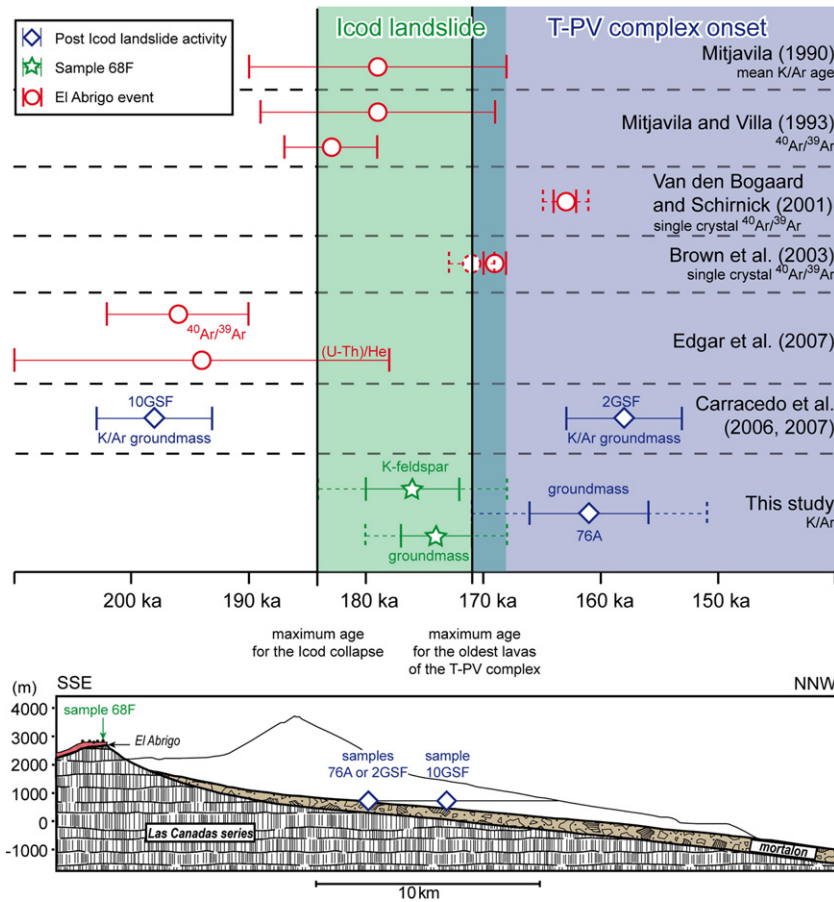 Icod landslide
T-PV complex onset
Post Icod landslide activity
Sample 68F
El Abrigo event
Mitjavila (1990)
mean K/Ar age
Mitjavila and Villa (1993)
⁴⁰Ar/³⁹Ar
Van den Bogaard
and Schirnick (2001)
single crystal ⁴⁰Ar/³⁹Ar
Brown et al. (2003)
single crystal ⁴⁰Ar/³⁹Ar
⁴⁰Ar/³⁹Ar
(U-Th)/He
Edgar et al. (2007)
10GSF
K/Ar groundmass
2GSF
K/Ar groundmass
Carracedo et al.
(2006, 2007)
K-feldspar
groundmass
groundmass
76A
This study
K/Ar
200 ka
190 ka
180 ka
170 ka
160 ka
150 ka
maximum age
for the Icod collapse
maximum age
for the oldest lavas
of the T-PV complex
(m)
SSE
NNW
4000
3000
2000
1000
0
-1000
sample 68F
El Abrigo
samples
76A or 2GSF
sample
10GSF
Las Canadas series
mortalon
10km